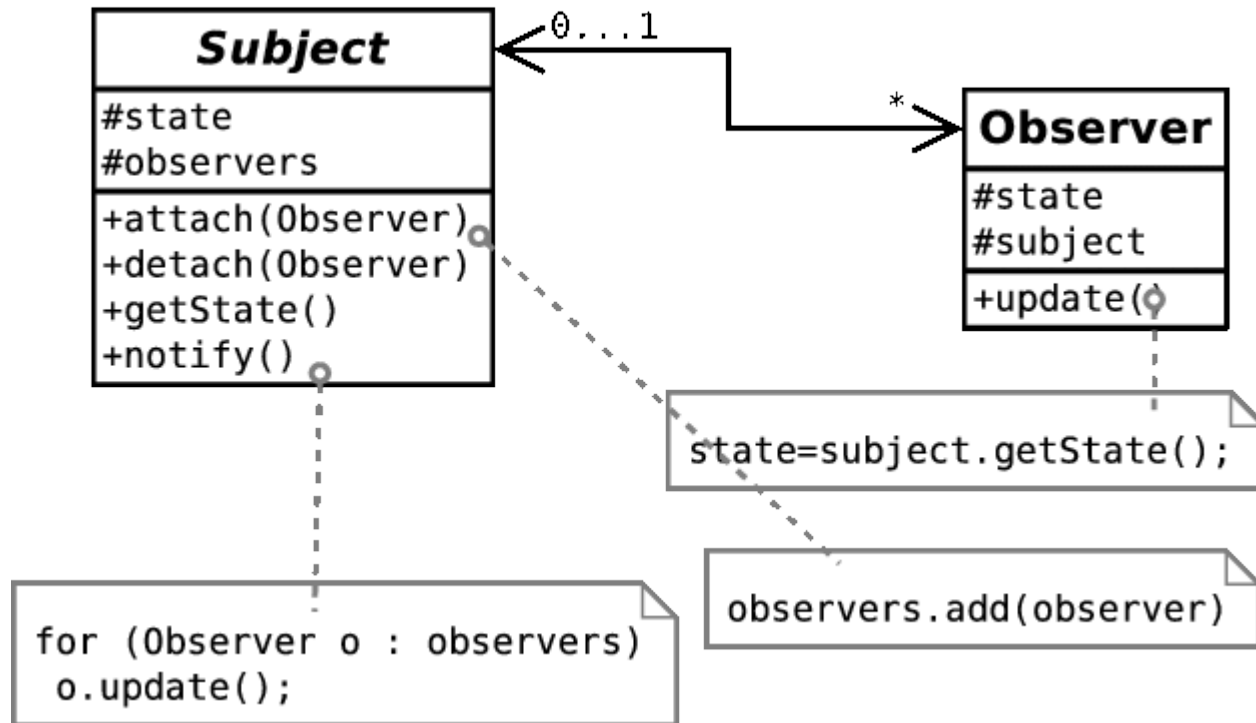 Subject
#state
#observers
+attach(Observer)
+detach(Observer)
+getState()
+notify()
0...1
*
Observer
#state
#subject
+update()
state=subject.getState();
observers.add(observer)
for (Observer o : observers)
o.update();